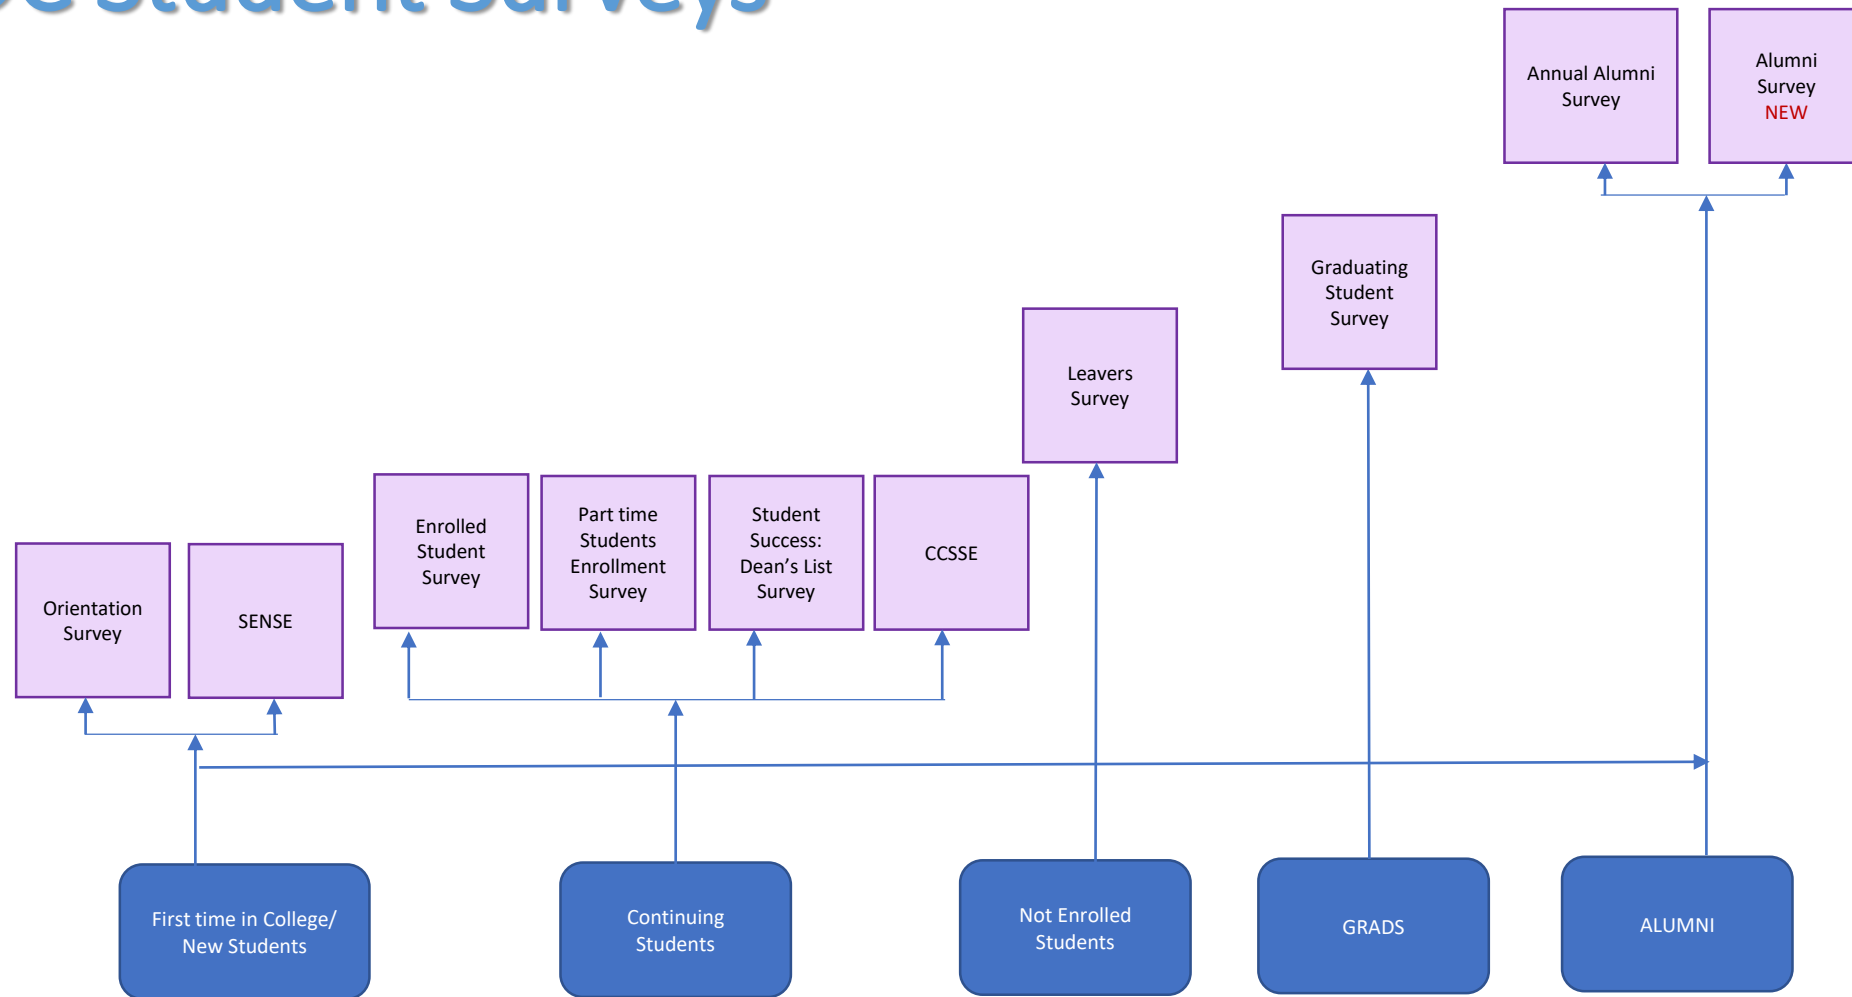 Student Surveys
Annual Alumni
Survey
Alumni
Survey
NEW
Graduating
Student
Survey
Leavers
Survey
Enrolled
Student
Survey
Part time
Students
Enrollment
Survey
Student
Success:
Dean's List
Survey
CCSSE
Orientation
Survey
SENSE
First time in College/
New Students
Continuing
Students
Not Enrolled
Students
GRADS
ALUMNI